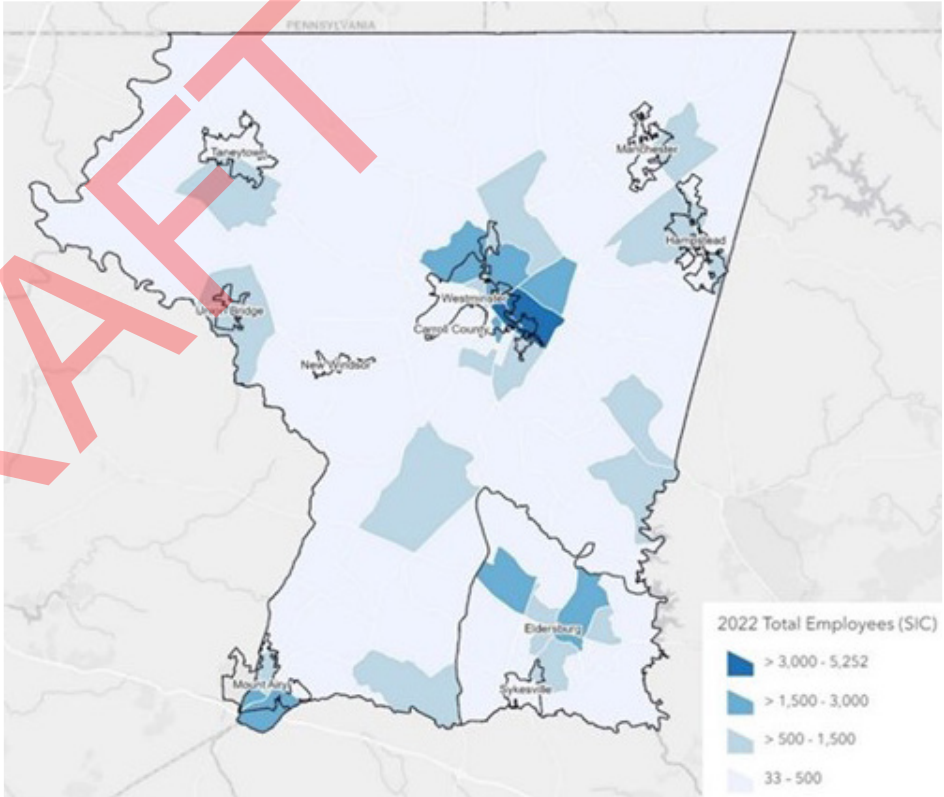 PENNSYLVANIA
Taneytown
Manchester
Hampstead
Union Bridge
Westminster
Carroll County
New Windsor
Eldersburg
Mount Airy
Sykesville
AFT
2022 Total Employees (SIC)
> 3,000 - 5,252
> 1,500 - 3,000
> 500 - 1,500
33 - 500